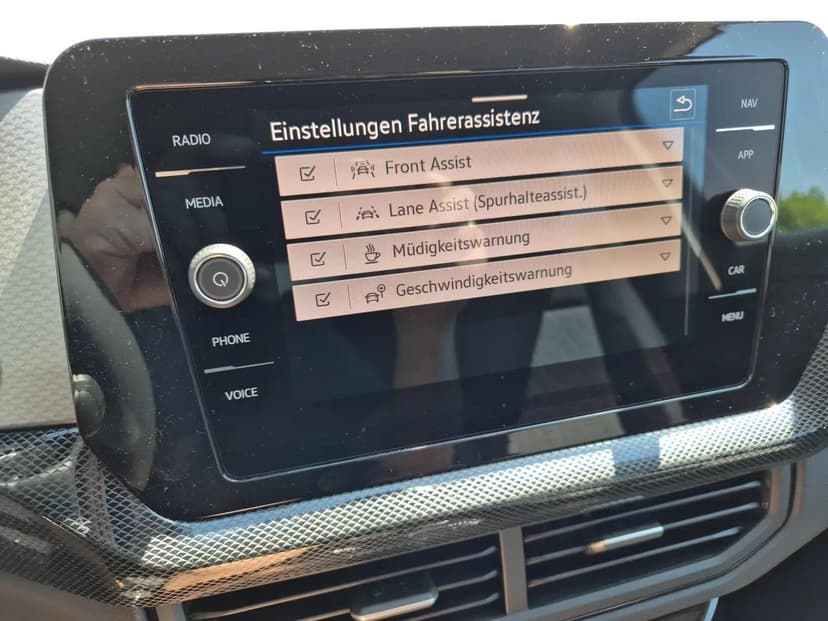 RADIO
MEDIA
PHONE
VOICE
Einstellungen Fahrerassistenz
Front Assist
Lane Assist (Spurhalteassist.)
Müdigkeitswarnung
Geschwindigkeitswarnung
NAV
APP
CAR
MENU